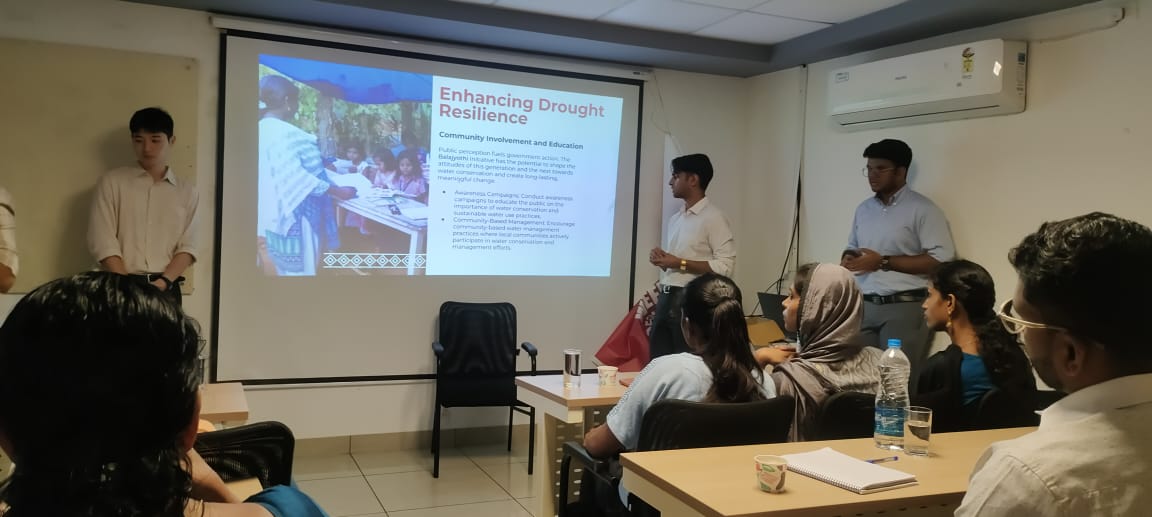 Enhancing Drought
Resilience
Community Involvement and Education
Public perception fuels government action. The
Balajyothi Initiative has the potential to shape the
attitudes of this generation and the next towards
water conservation and create long-lasting,
meaningful change.
Awareness Campaigns: Conduct awareness
campaigns to educate the public on the
importance of water conservation and
sustainable water use practices.
Community-Based Management: Encourage
community-based water management
practices where local communities actively
participate in water conservation and
management efforts.